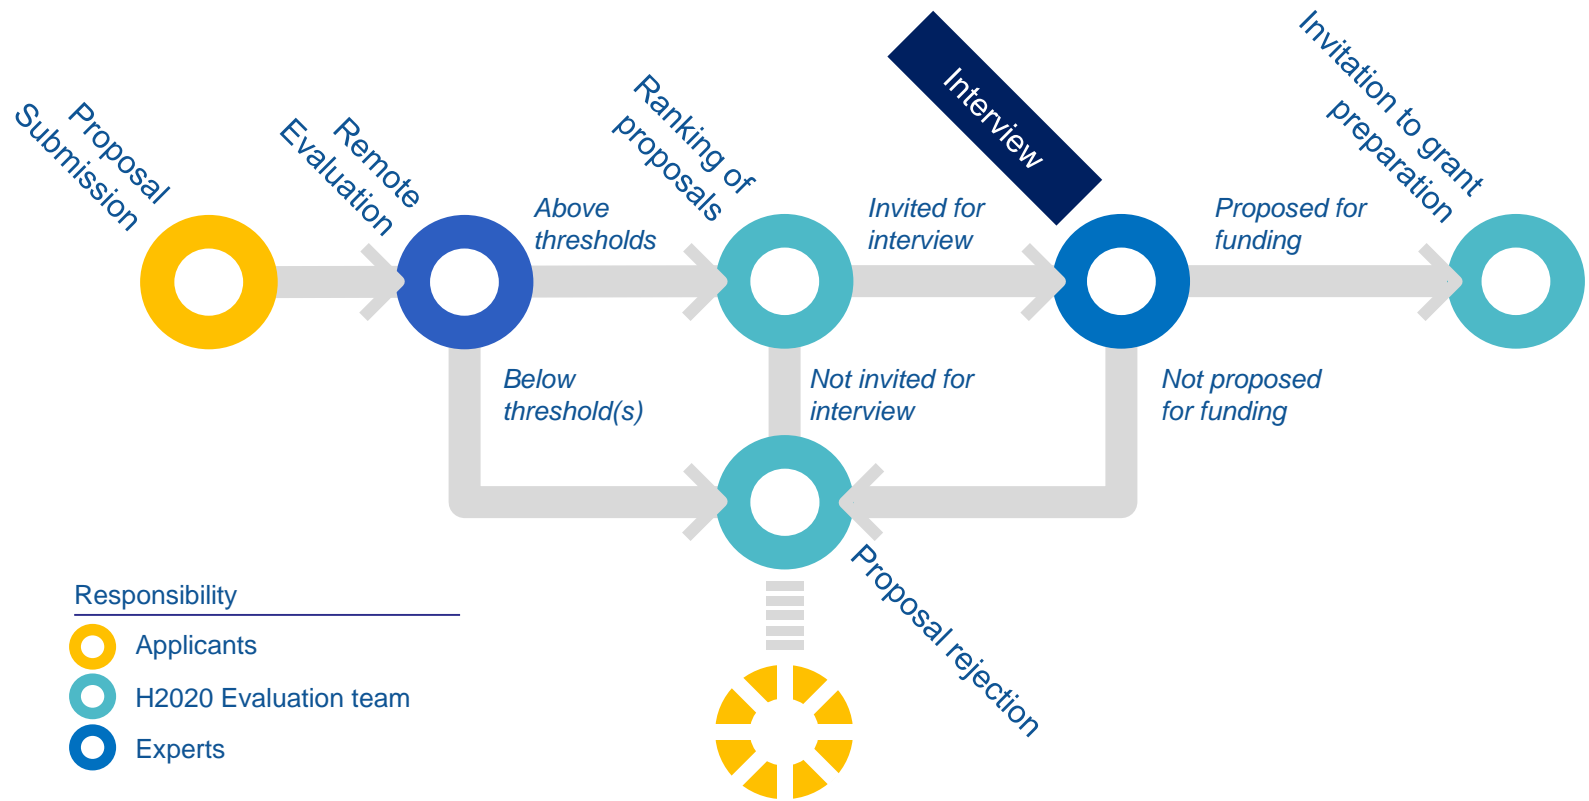 Proposal
Submission
Remote
Evaluation
Above
thresholds
Ranking of
proposals
Invited for
interview
Interview
Proposed for
funding
Invitation to grant
preparation
Below
threshold(s)
Not invited for
interview
Not proposed
for funding
Proposal rejection
Responsibility
Applicants
H2020 Evaluation team
Experts